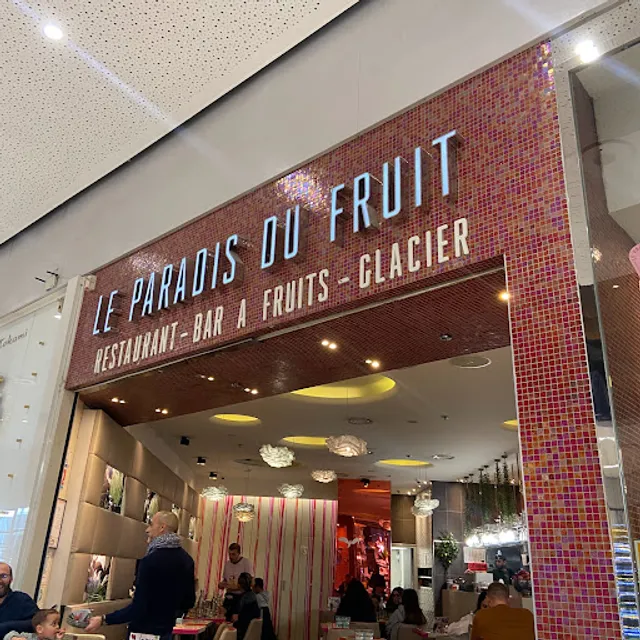 LE PARADIS DU FRUIT
RESTAURANT - BAR A FRUITS - GLACIER